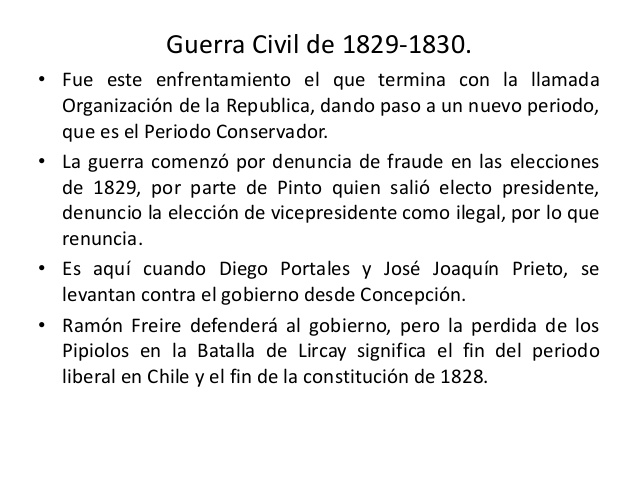 Guerra Civil de 1829-1830.
• Fue este enfrentamiento el que termina con la llamada
Organización de la Republica, dando paso a un nuevo periodo,
que es el Periodo Conservador.
• La guerra comenzó por denuncia de fraude en las elecciones
de 1829, por parte de Pinto quien salió electo presidente,
denuncio la elección de vicepresidente como ilegal, por lo que
renuncia.
• Es aquí cuando Diego Portales y José Joaquín Prieto, se
levantan contra el gobierno desde Concepción.
• Ramón Freire defenderá al gobierno, pero la perdida de los
Pipiolos en la Batalla de Lircay significa el fin del periodo
liberal en Chile y el fin de la constitución de 1828.